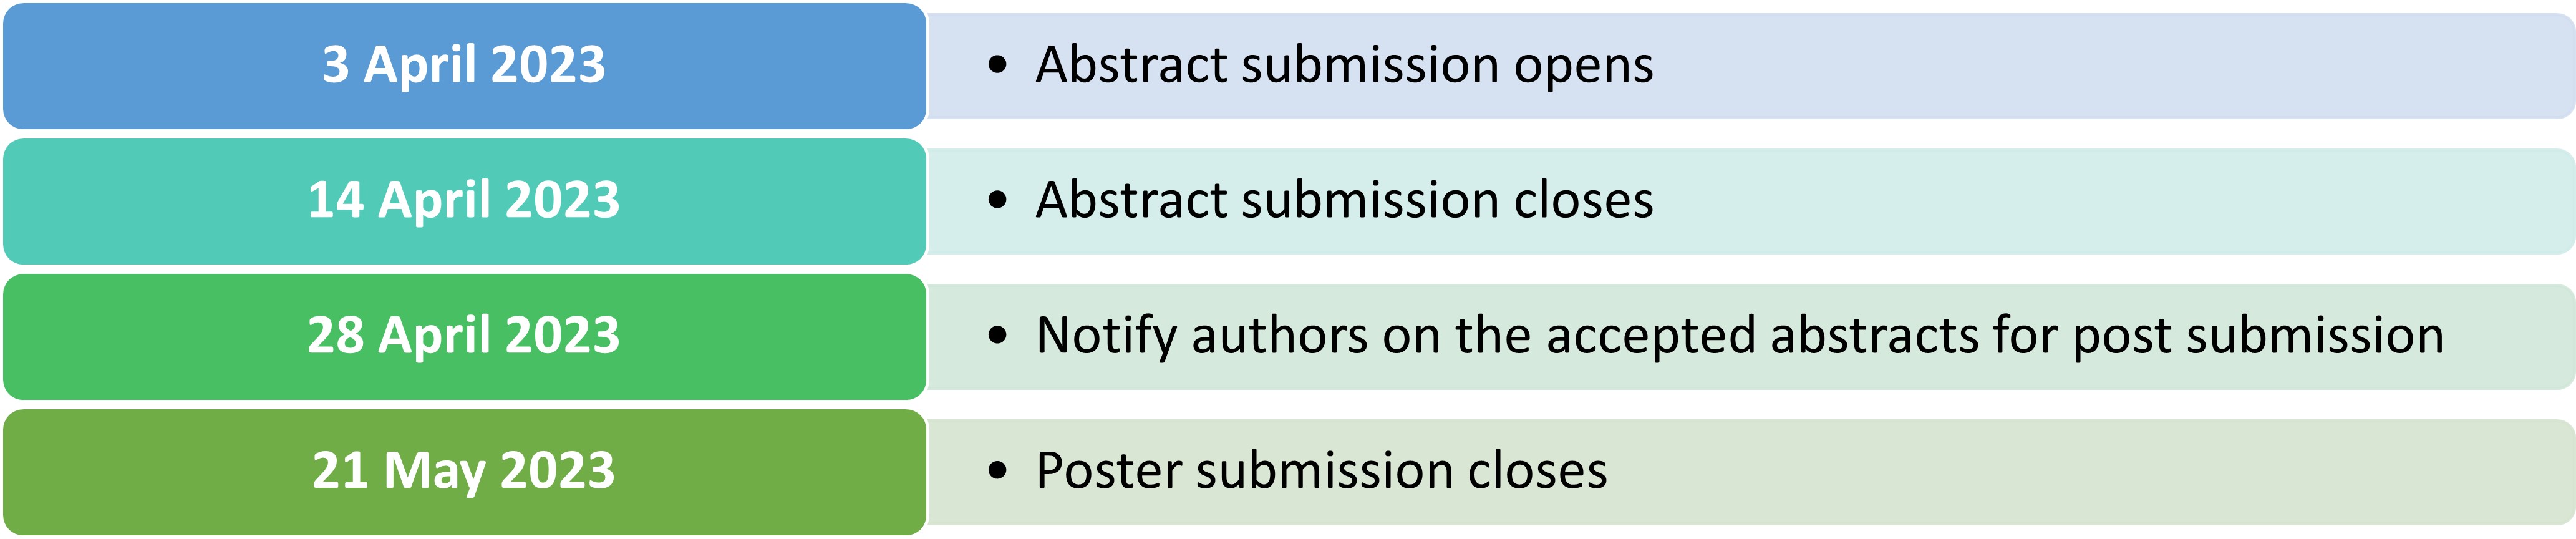 3 April 2023
• Abstract submission opens
14 April 2023
• Abstract submission closes
28 April 2023
• Notify authors on the accepted abstracts for post submission
21 May 2023
• Poster submission closes